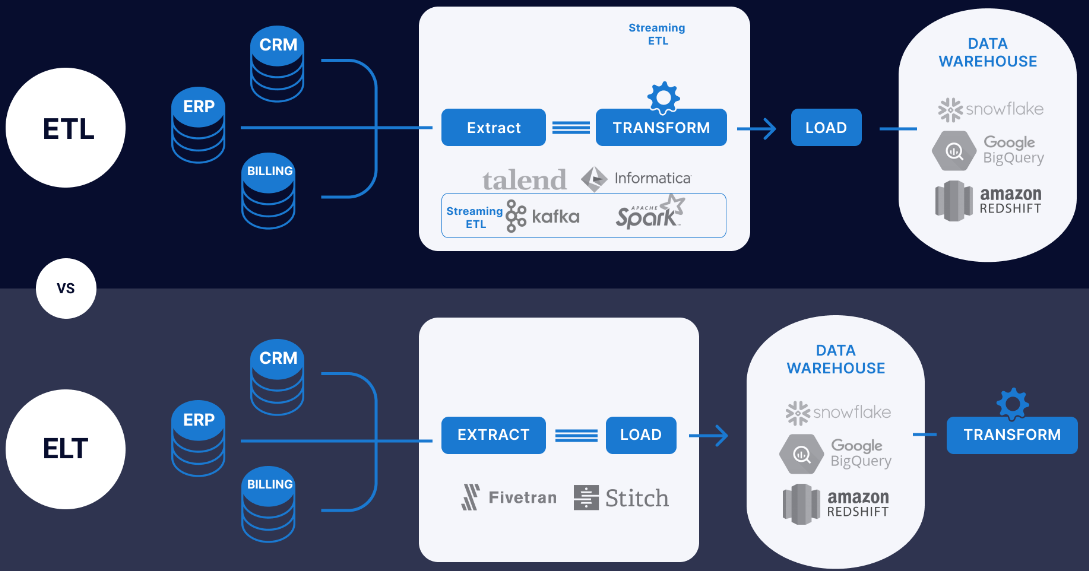 ETL
CRM
ERP
BILLING
Streaming
ETL
Extract
TRANSFORM
talend
Informatica
Streaming
ETL
kafka
APACHE
Spark
LOAD
DATA
WAREHOUSE
snowflake
Google
BigQuery
amazon
REDSHIFT
VS
ELT
CRM
ERP
BILLING
EXTRACT
LOAD
Fivetran
Stitch
DATA
WAREHOUSE
snowflake
Google
BigQuery
amazon
REDSHIFT
TRANSFORM